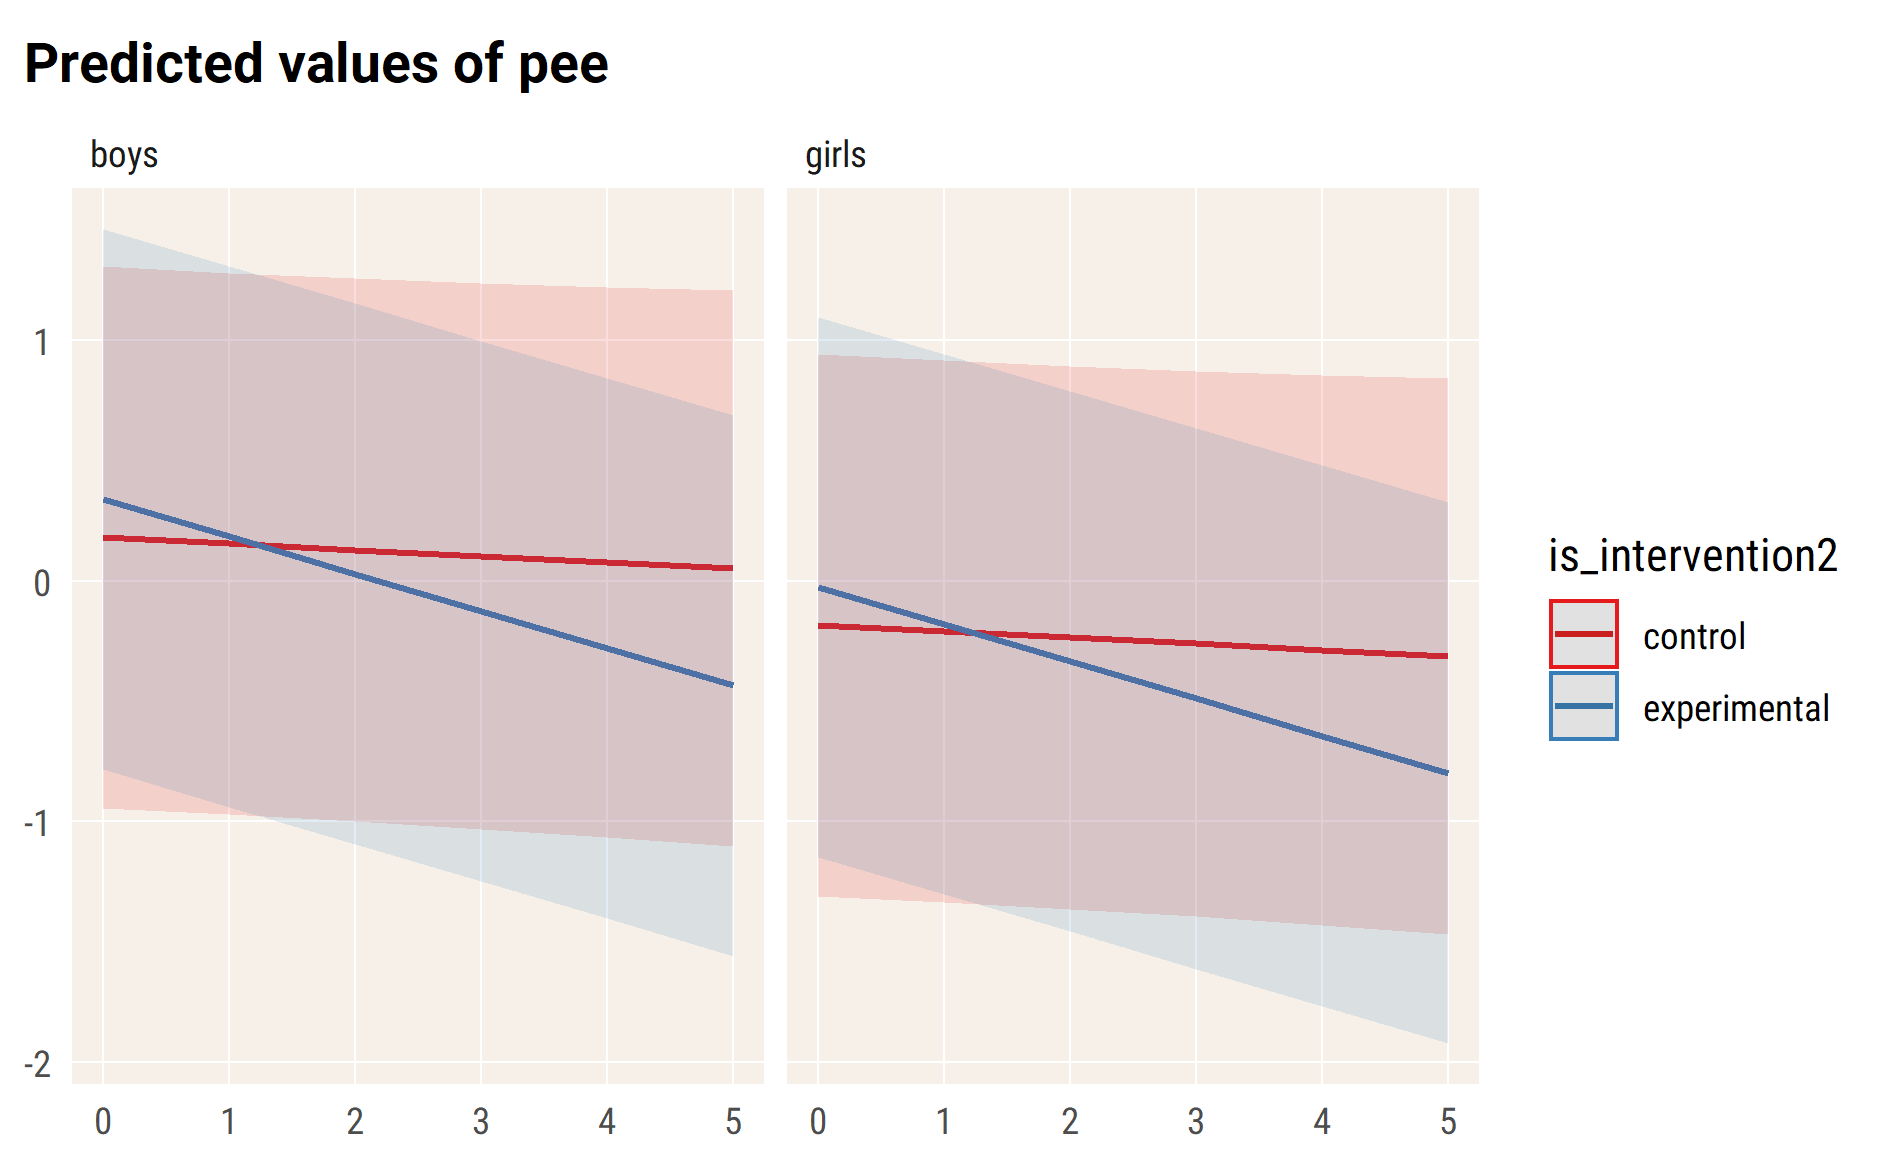 Predicted values of pee
boys
girls
1
0
-1
-2
0 1 2 3 4 5
0 1 2 3 4 5
is_intervention2
control
experimental